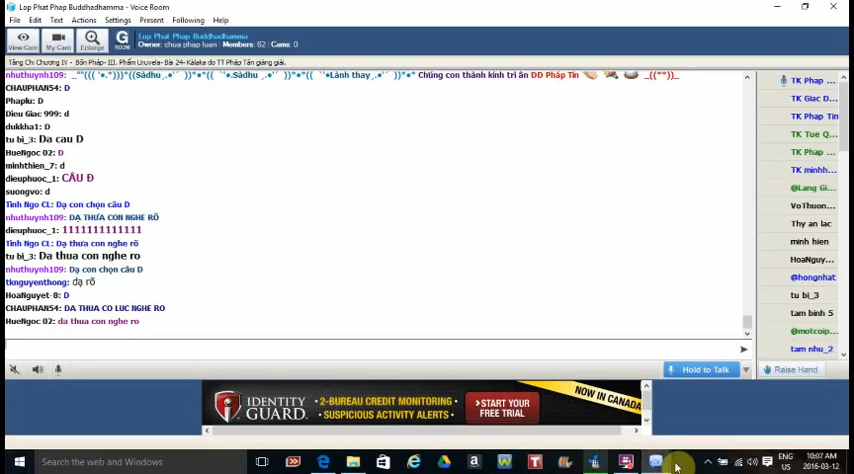 Lop Phat Phap Buddhadhamma - Voice Room
File Edit Text Actions Settings Present Following Help
View Cam My Cam Enlarge G ROOM Lop Phat Phap Buddhadhamma
Owner: chua phap luan | Members: 62 | Cams: 0
Tăng Chi Chương IV - Bốn Pháp- III. Phẩm Uruvela- Bài 24- Kàlaka do TT Pháp Tân giảng giải.
nhuthuynh109: Sàdhu Sàdhu Lành thay Chúng con thành kính tri ân ĐD Pháp Tín
CHAUPHAN54: D
Phaplu: D
Dieu Giac 999: d
dukkha1: D
tu bi_3: Da cau D
HueNgoc 02: D
minhthien_7: d
dieuphuoc_1: CÂU Đ
suongvo: d
Tinh Ngo CL: Dạ con chọn câu D
nhuthuynh109: DẠ THƯA CON NGHE RÕ
dieuphuoc_1: 1111111111111
Tinh Ngo CL: Dạ thưa con nghe rõ
tu bi_3: Da thua con nghe ro
nhuthuynh109: Dạ con chọn câu D
tknguyenthong: dạ rõ
HoaNguyet-8: D
CHAUPHAN54: DA THUA CO LUC NGHE RO
HueNgoc 02: da thua con nghe ro
TK Phap ...
TK Giac D...
TK Phap Tin
TK Tue Q...
TK Phap ...
TK minhh...
@Lang Gi...
VoThuon...
Thy an lac
minh hien
HoaNguy...
@hongnhat
tu bi_3
tam binh 5
@motcoip...
tam nhu_2
Hold to Talk Raise Hand
IDENTITY GUARD
•2-BUREAU CREDIT MONITORING•
•SUSPICIOUS ACTIVITY ALERTS•
>START YOUR FREE TRIAL
NOW IN CANADA
Search the web and Windows
ENG US
10:07 AM
2016-03-12